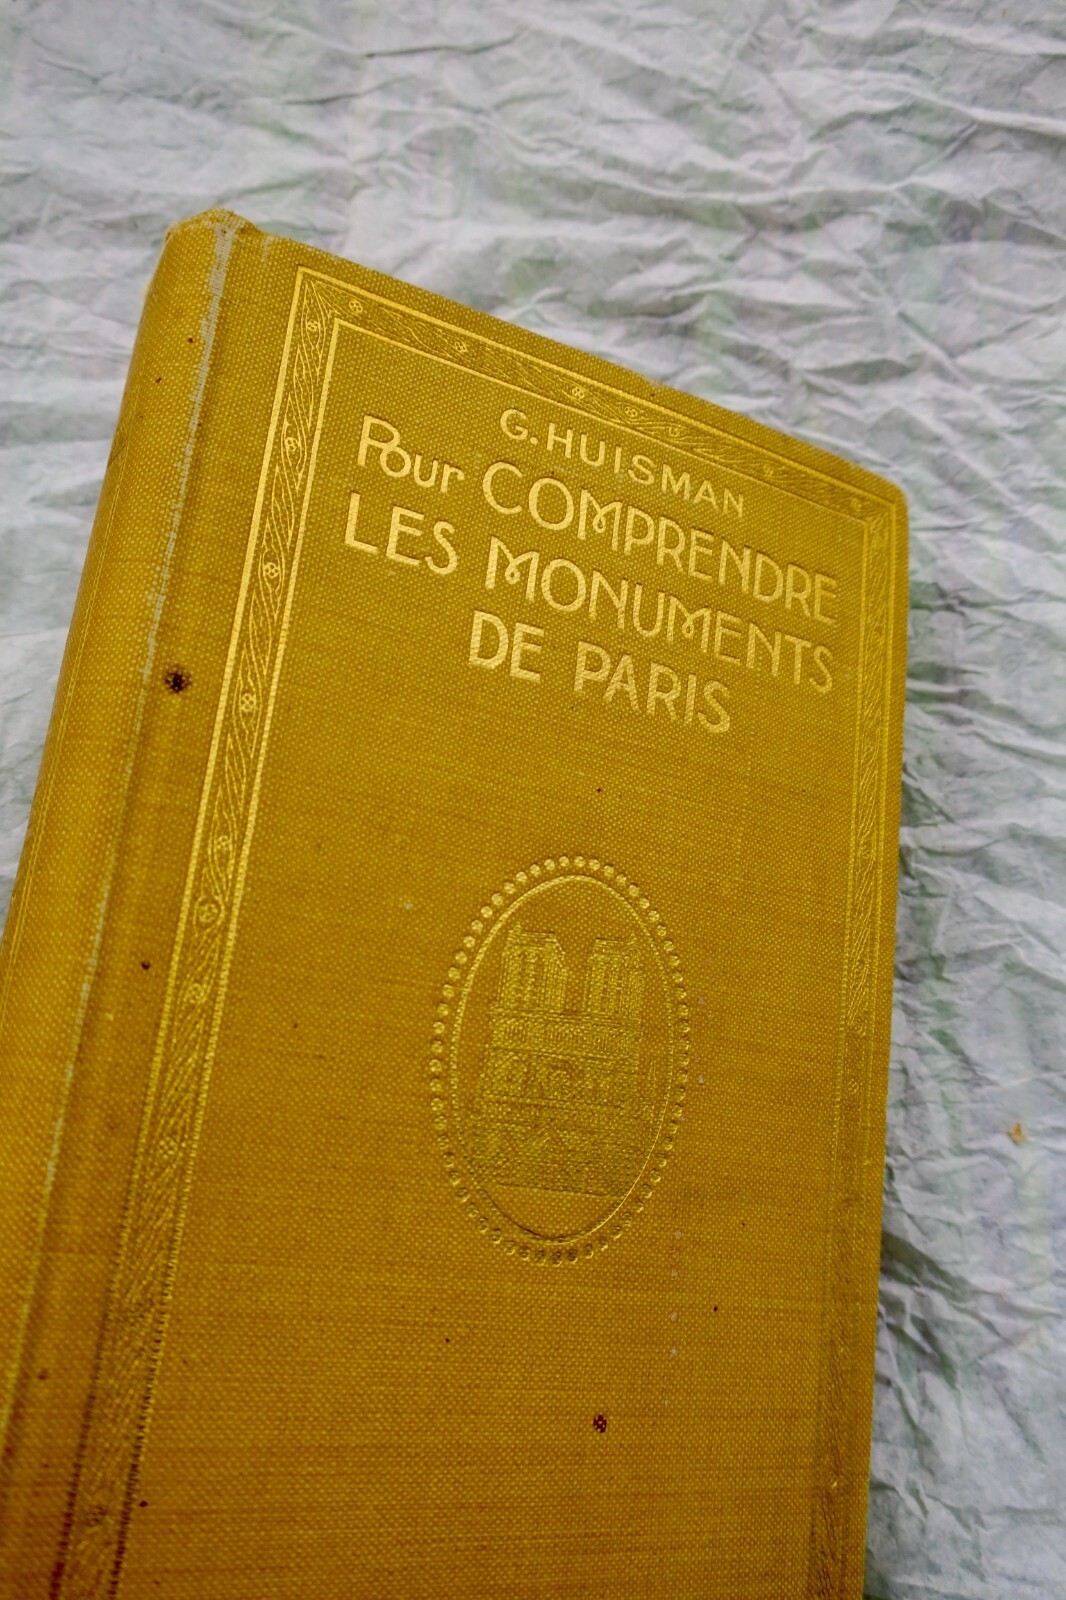 G. HUISMAN
Pour COMPRENDRE
LES MONUMENTS
DE PARIS